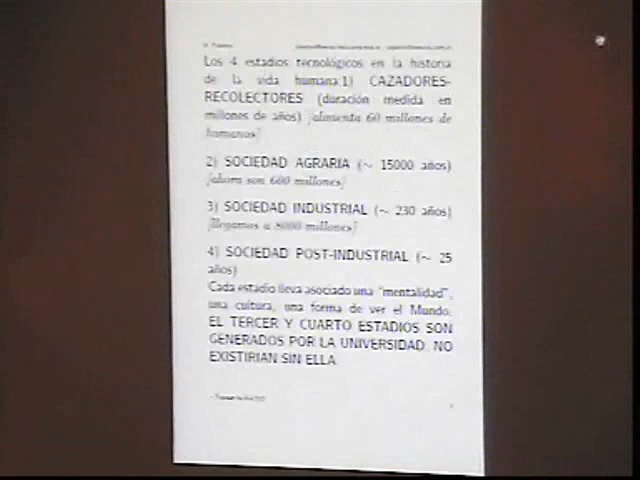 Los 4 estadios tecnológicos en la historia
de la vida humana:1) CAZADORES-
RECOLECTORES (duración medida en
millones de años) [alimenta 60 millones de
humanos]
2) SOCIEDAD AGRARIA (~ 15000 años)
[ahora son 600 millones]
3) SOCIEDAD INDUSTRIAL (~ 230 años)
[llegamos a 8000 millones]
4) SOCIEDAD POST-INDUSTRIAL (~ 25
años)
Cada estadio lleva asociado una "mentalidad",
una cultura, una forma de ver el Mundo.
EL TERCER Y CUARTO ESTADIOS SON
GENERADOS POR LA UNIVERSIDAD. NO
EXISTIRIAN SIN ELLA